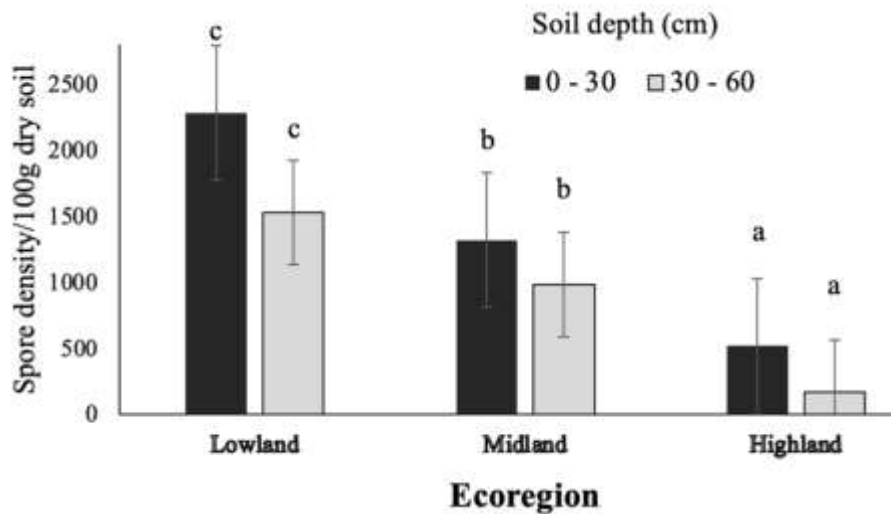 Soil depth (cm)
0 - 30 30 - 60
c
c
b
b
a
a
Spore density/100g dry soil
2500
2000
1500
1000
500
0
Lowland Midland Highland
Ecoregion